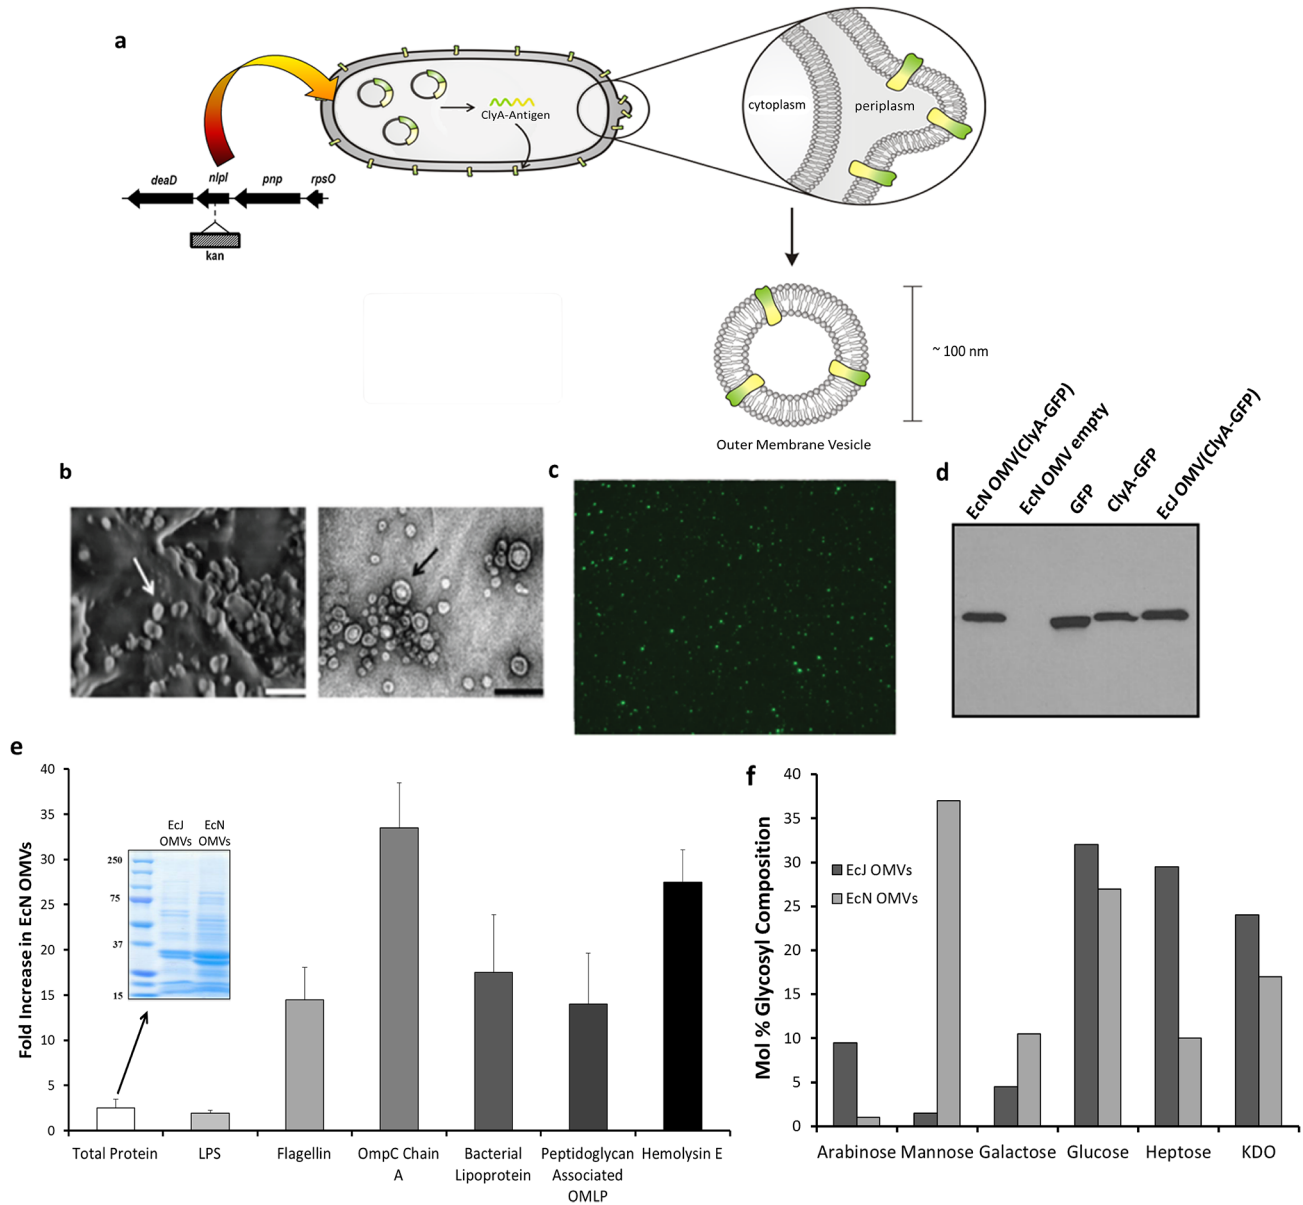 a
deaD
nlpI
pnp
rpsO
kan
ClyA-Antigen
cytoplasm
periplasm
~ 100 nm
Outer Membrane Vesicle
b
c
d
EcN OMV(ClyA-GFP)
EcN OMV empty
GFP
ClyA-GFP
EcJ OMV(ClyA-GFP)
e
Fold Increase in EcN OMVs
40
35
30
25
20
15
10
5
0
EcJ
OMVs
EcN
OMVs
250
75
37
15
Total Protein
LPS
Flagellin
OmpC Chain
A
Bacterial
Lipoprotein
Peptidoglycan
Associated
OMLP
Hemolysin E
f
Mol % Glycosyl Composition
40
35
30
25
20
15
10
5
0
EcJ OMVs
EcN OMVs
Arabinose
Mannose
Galactose
Glucose
Heptose
KDO